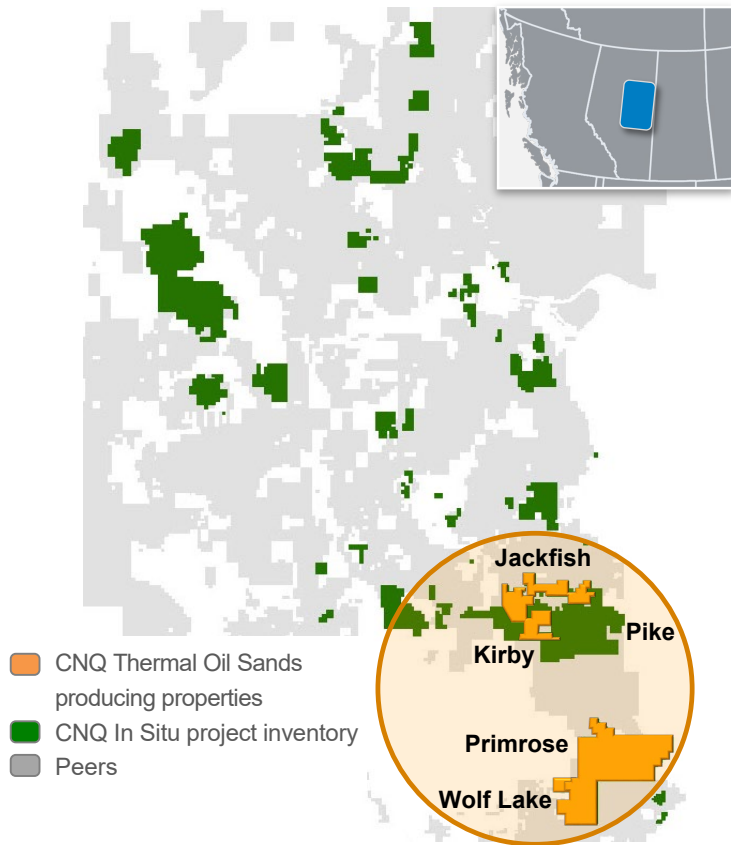 Jackfish
Pike
Kirby
CNQ Thermal Oil Sands
producing properties
CNQ In Situ project inventory
Peers
Primrose
Wolf Lake